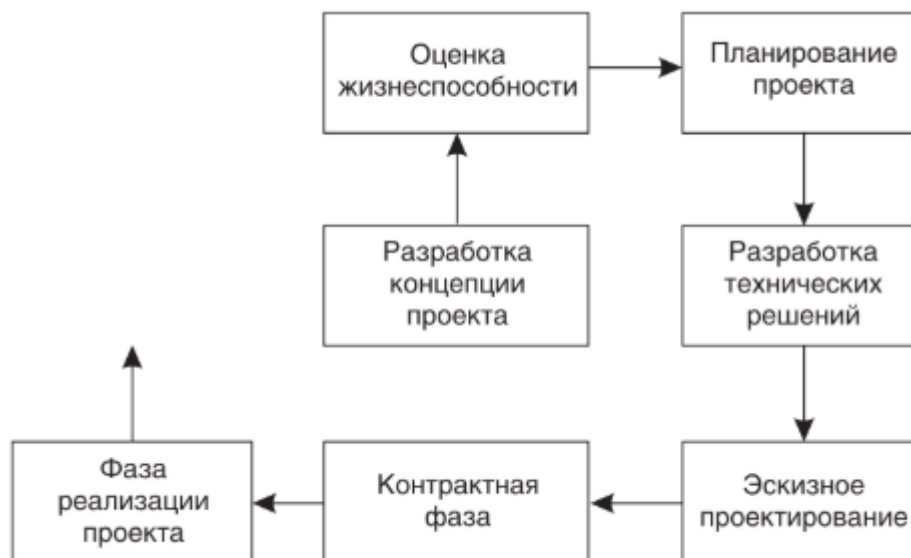 Оценка
жизнеспособности
Планирование
проекта
Разработка
концепции
проекта
Разработка
технических
решений
Фаза
реализации
проекта
Контрактная
фаза
Эскизное
проектирование